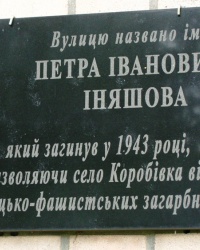 Вулицю названо ім
ПЕТРА ІВАНОВИ
ІНЯШОВА
який загинув у 1943 році,
зволяючи село Коробівка ві
цько-фашистських загарбн